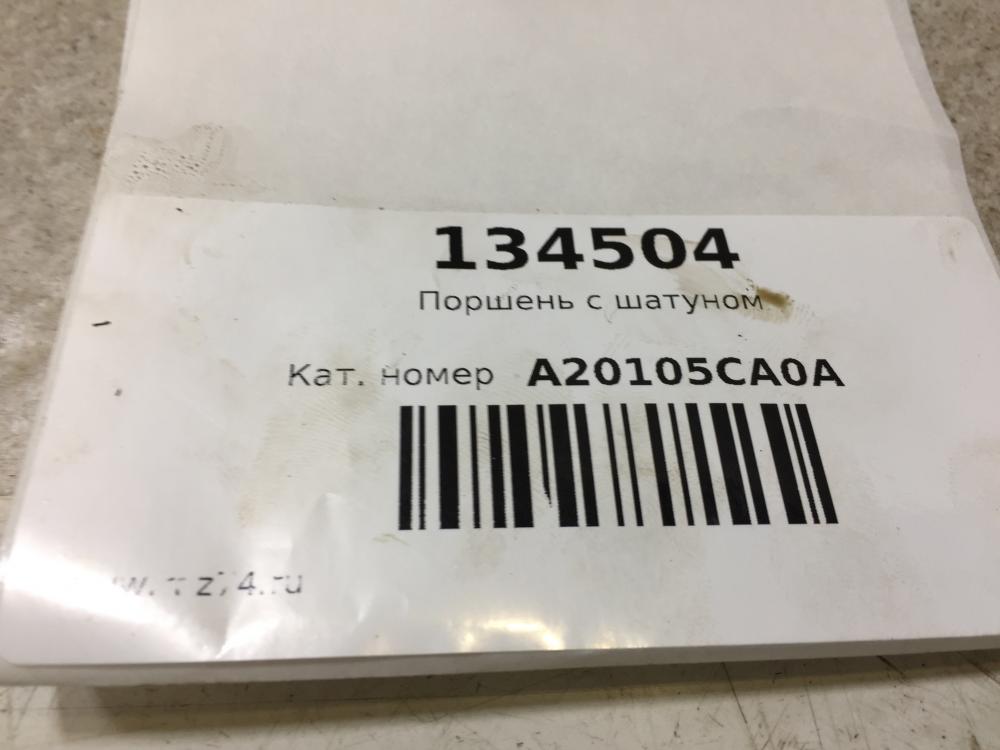 134504
Поршень с шатуном
Кат. номер A20105CA0A